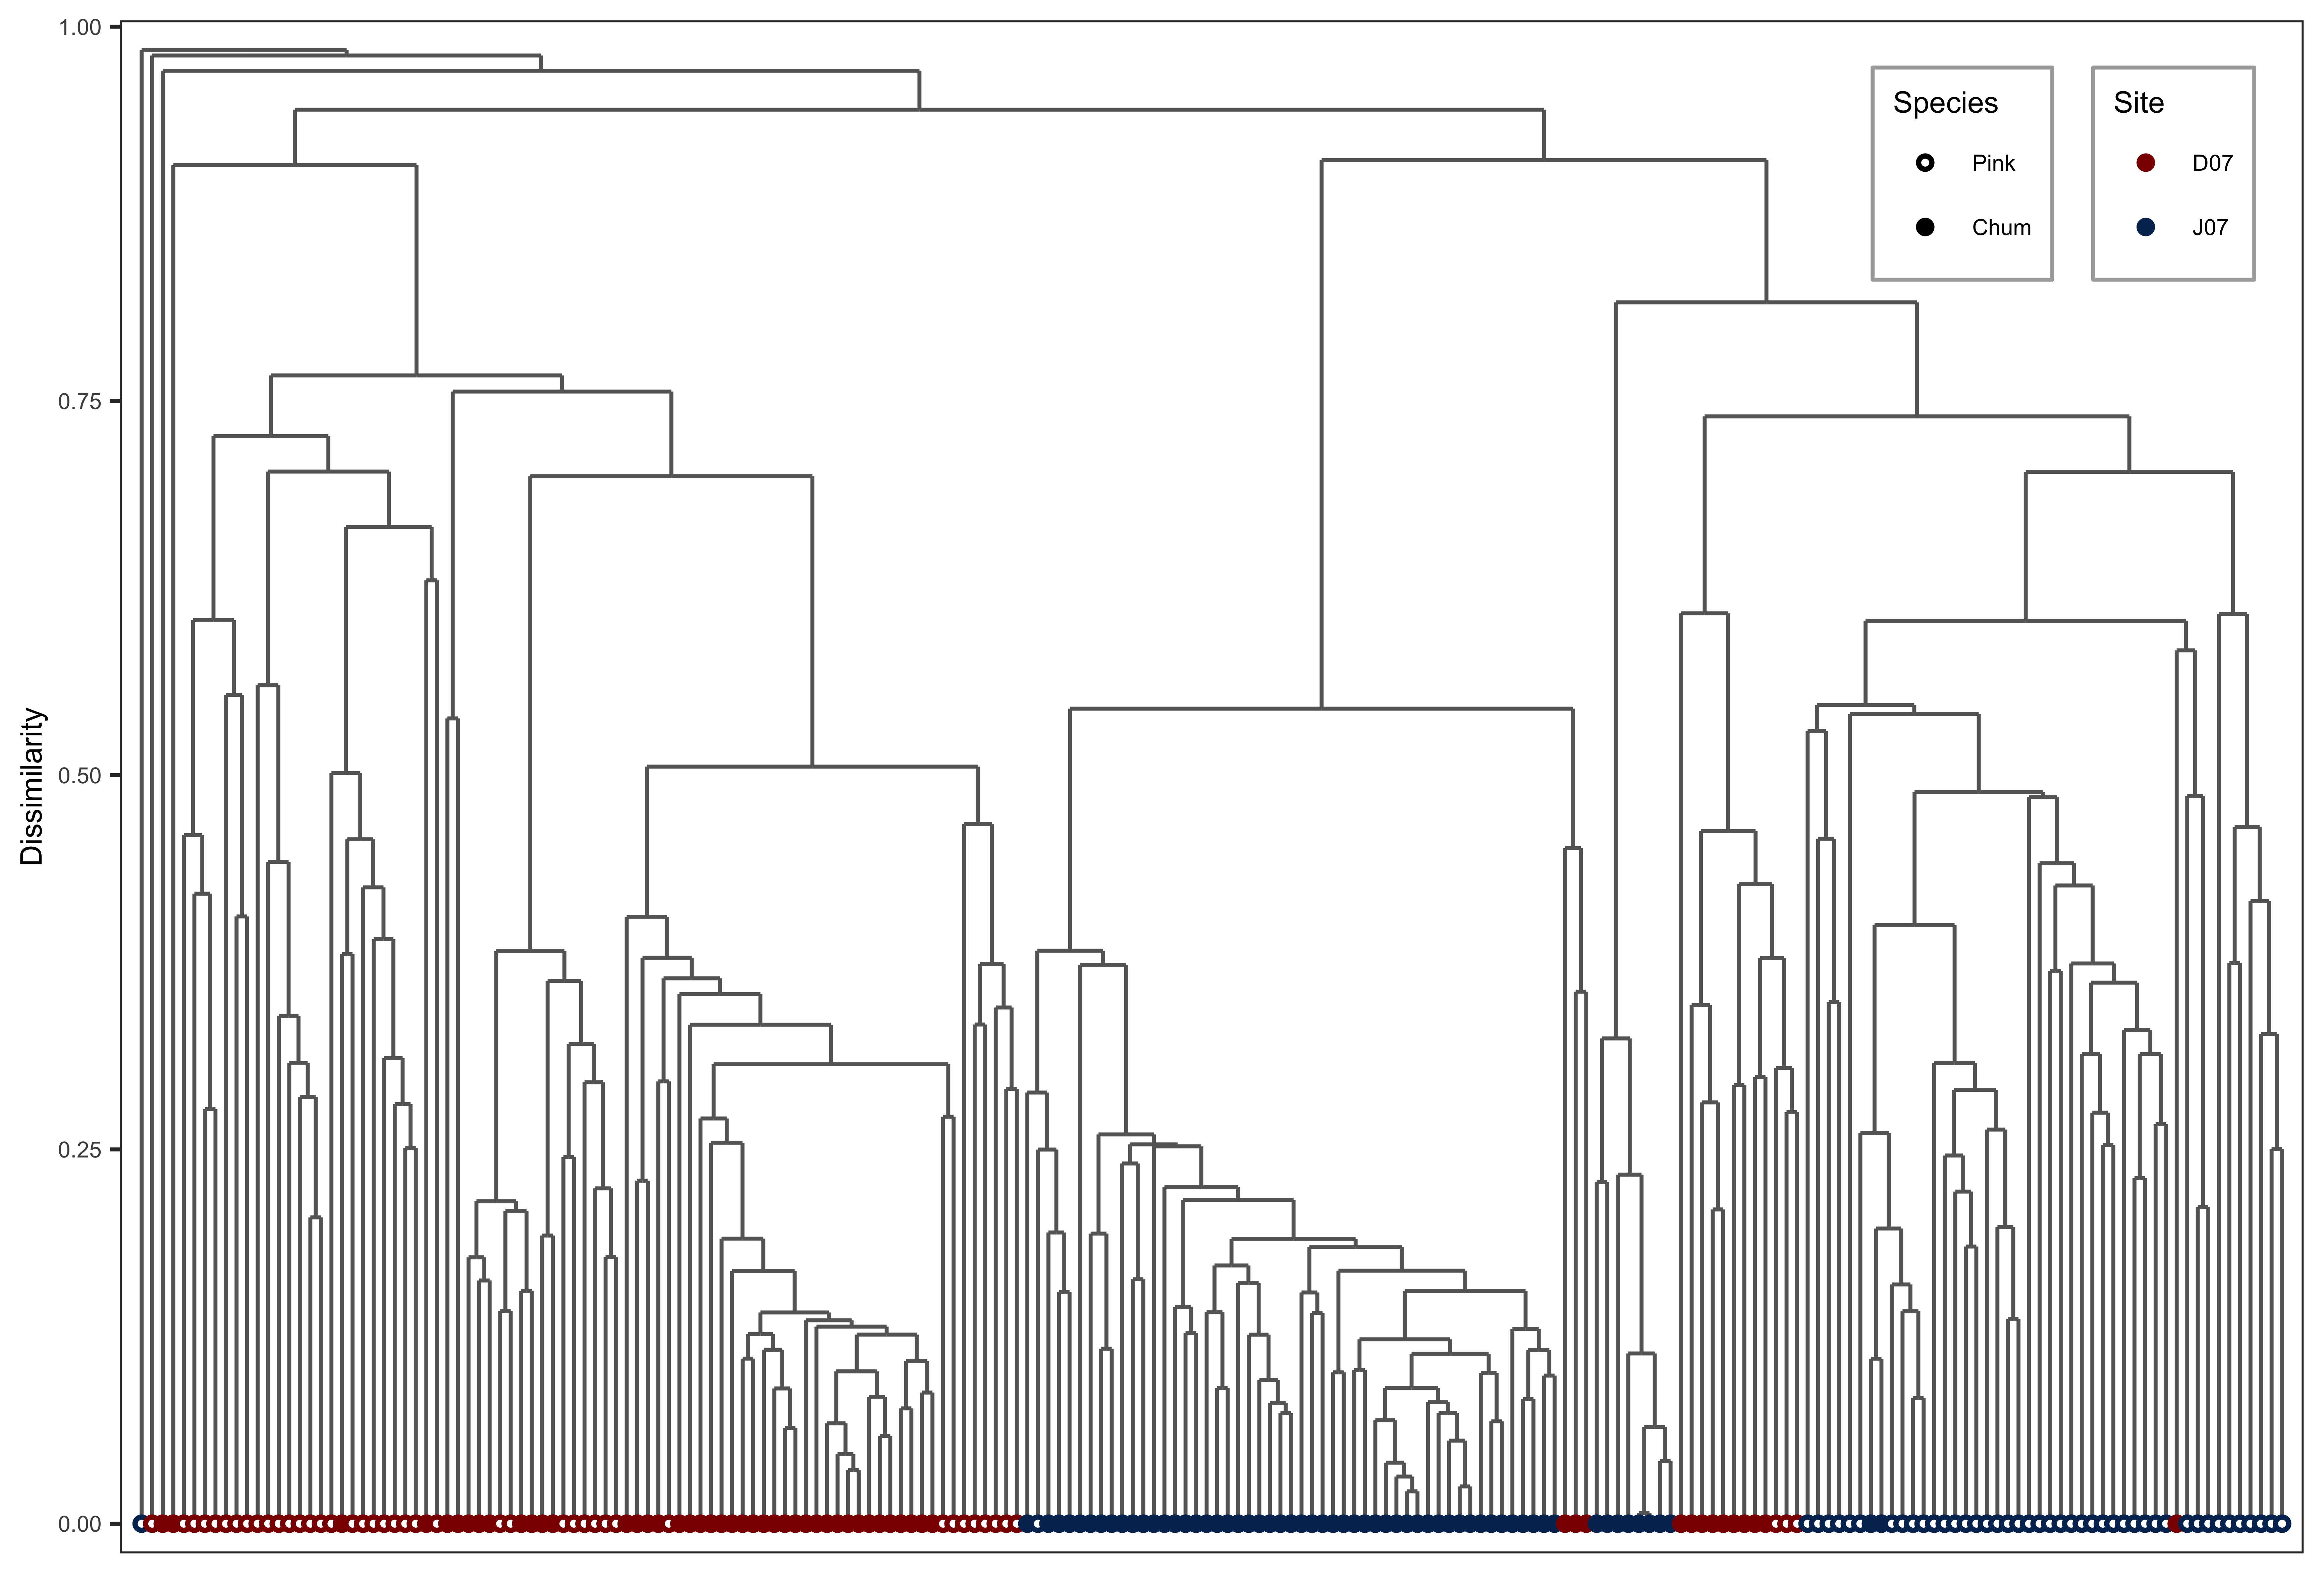 1.00
0.75
0.50
0.25
0.00
Dissimilarity
Species
Pink
Chum
Site
D07
J07